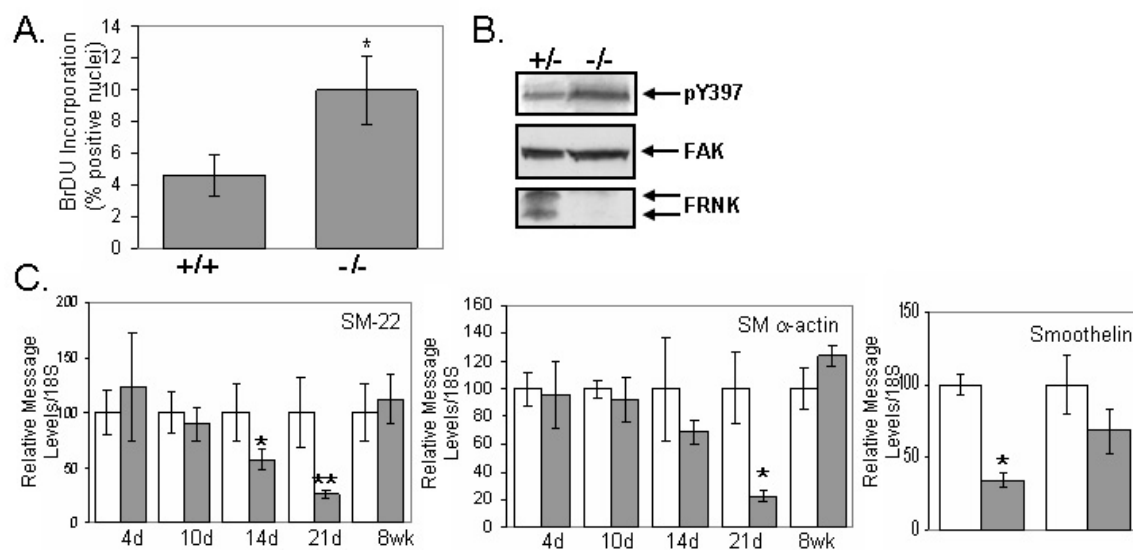 A.
BrDU Incorporation
(% positive nuclei)
14
12
10
8
6
4
2
0
*
+/+
-/-
B.
+/-
-/-
pY397
FAK
FRNK
C.
Relative Message
Levels/18S
200
150
100
50
0
SM-22
*
**
4d
10d
14d
21d
8wk
Relative Message
Levels/18S
160
140
120
100
80
60
40
20
0
SM α-actin
*
4d
10d
14d
21d
8wk
Relative Message
Levels/18S
150
100
50
0
Smoothelin
*